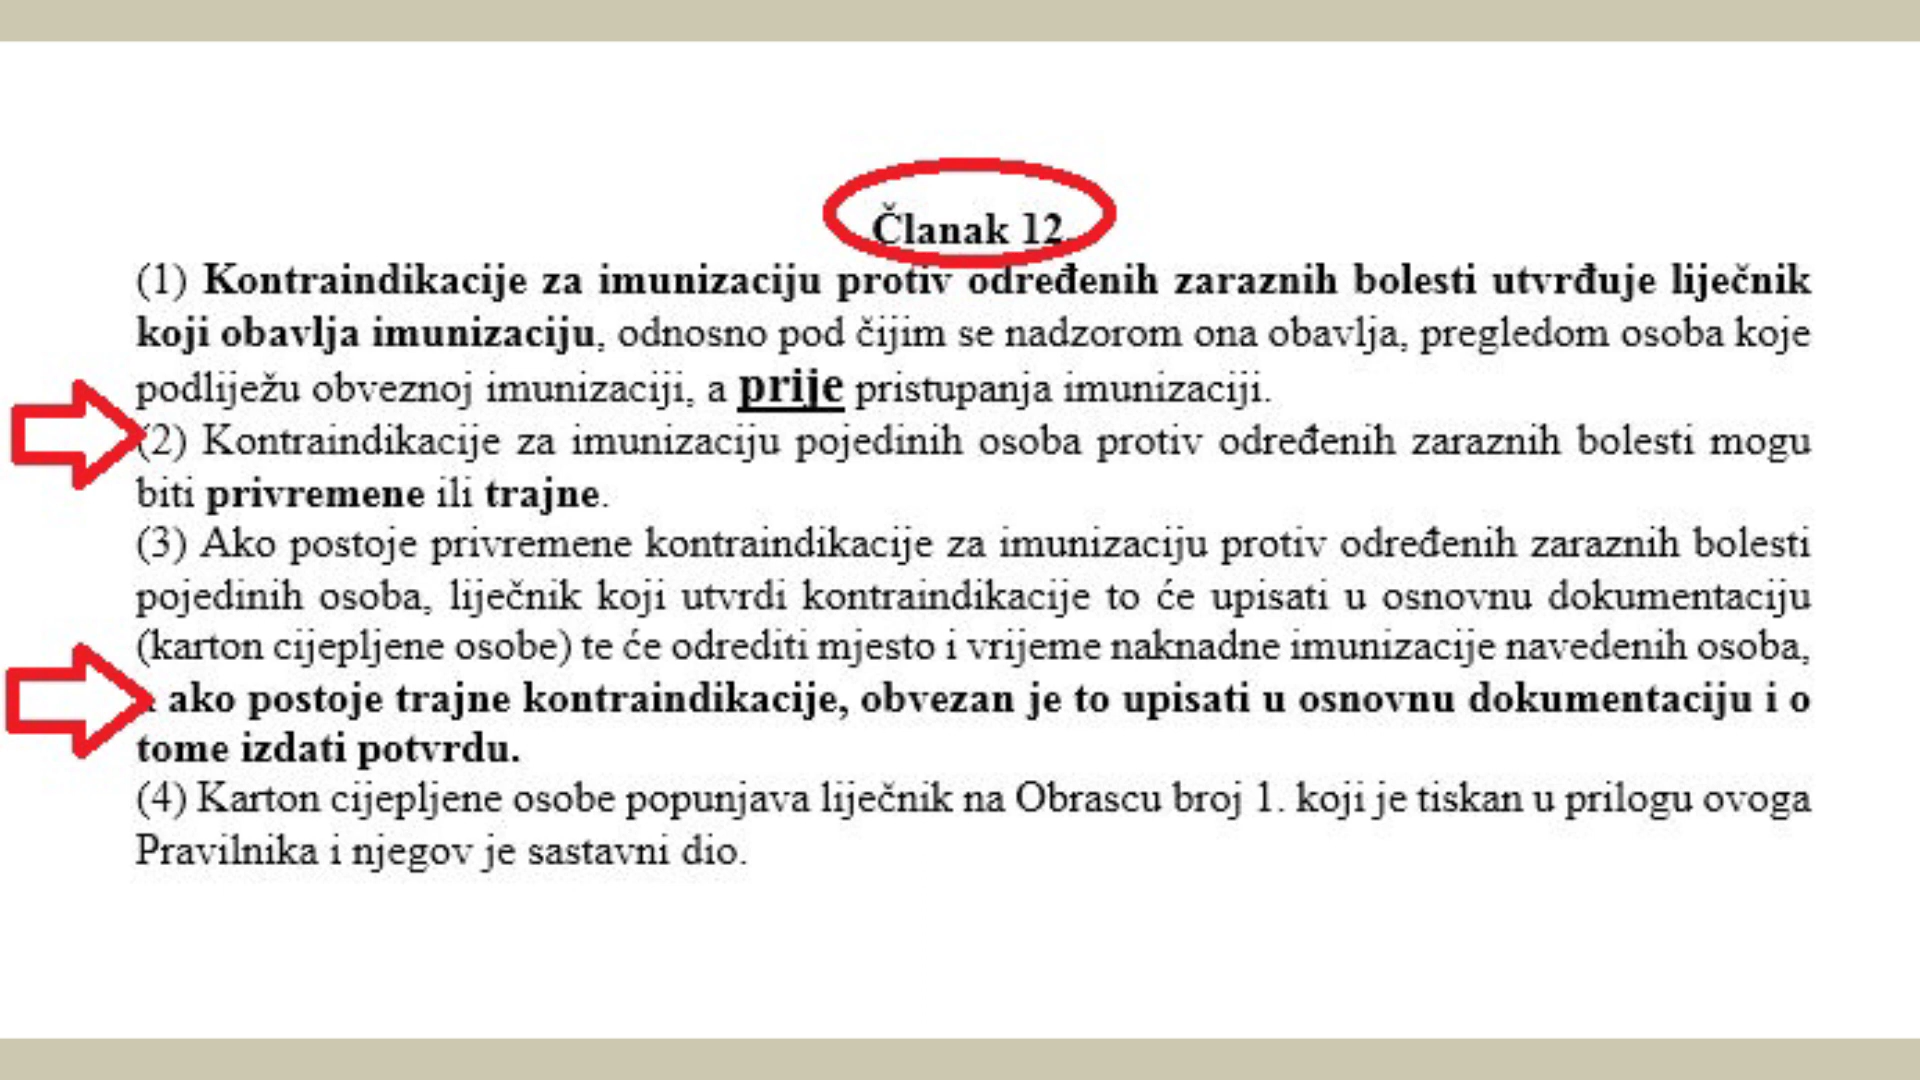 Članak 12.
(1) Kontraindikacije za imunizaciju protiv određenih zaraznih bolesti utvrđuje liječnik
koji obavlja imunizaciju, odnosno pod čijim se nadzorom ona obavlja, pregledom osoba koje
podliježu obveznoj imunizaciji, a prije pristupanja imunizaciji.
(2) Kontraindikacije za imunizaciju pojedinih osoba protiv određenih zaraznih bolesti mogu
biti privremene ili trajne.
(3) Ako postoje privremene kontraindikacije za imunizaciju protiv određenih zaraznih bolesti
pojedinih osoba, liječnik koji utvrdi kontraindikacije to će upisati u osnovnu dokumentaciju
(karton cijepljene osobe) te će odrediti mjesto i vrijeme naknadne imunizacije navedenih osoba,
ako postoje trajne kontraindikacije, obvezan je to upisati u osnovnu dokumentaciju i o
tome izdati potvrdu.
(4) Karton cijepljene osobe popunjava liječnik na Obrascu broj 1. koji je tiskan u prilogu ovoga
Pravilnika i njegov je sastavni dio.